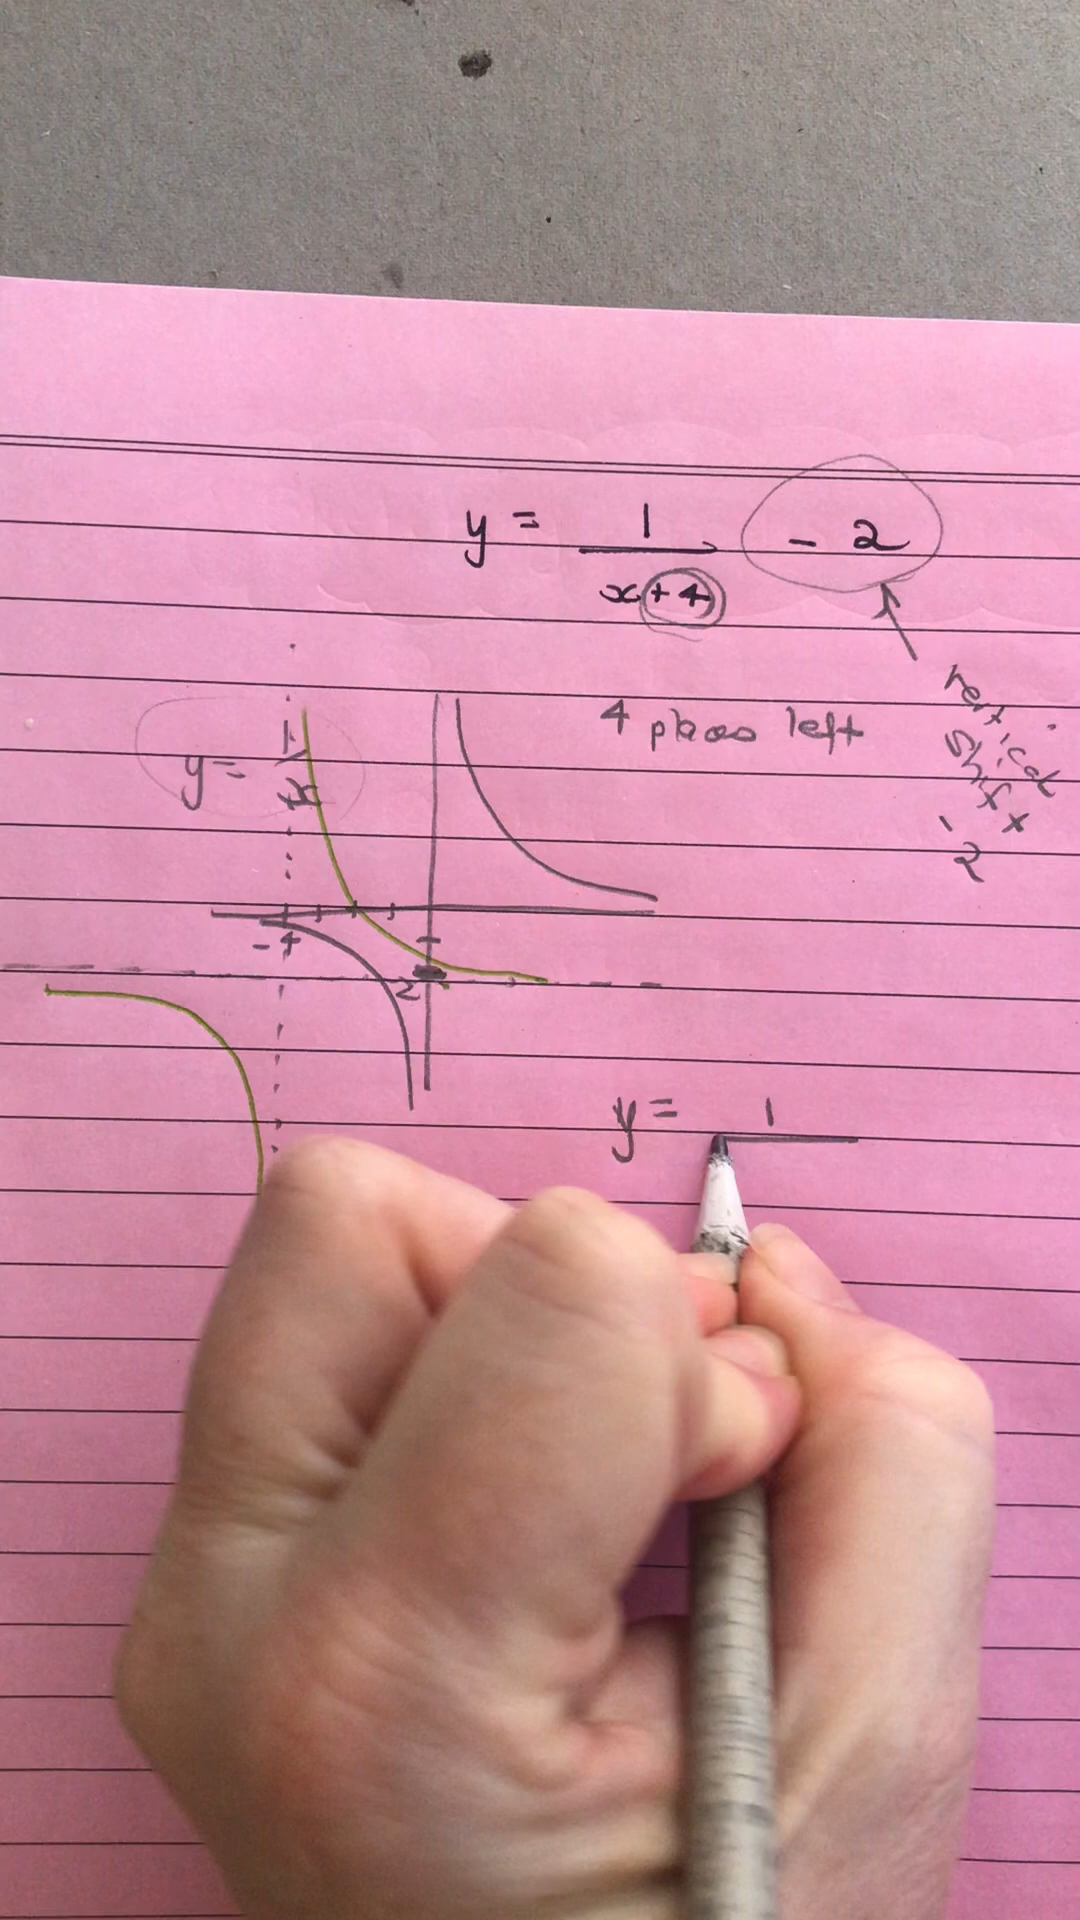 y = 1/(x+4) - 2
4 places left
vertical
shift
-2
y = 1/x
-4
2
y = 1